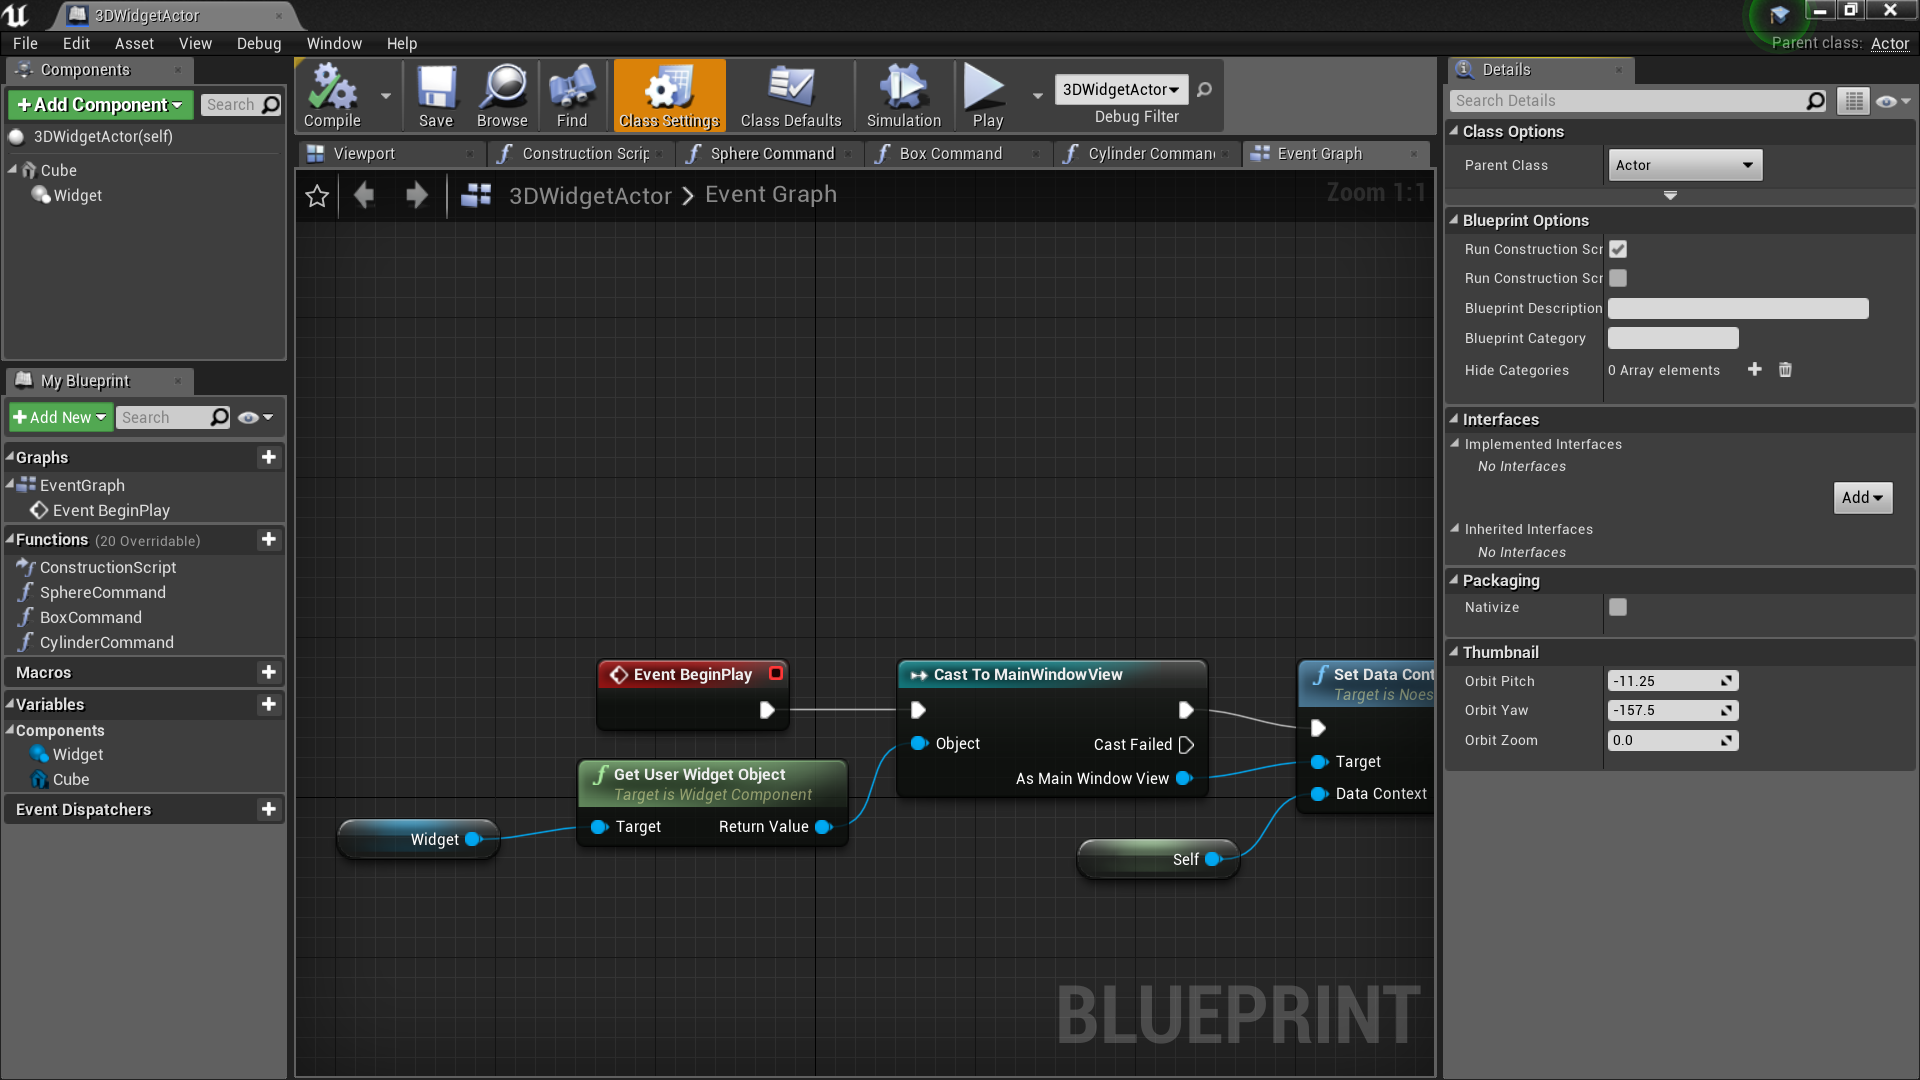 3DWidgetActor
File Edit Asset View Debug Window Help
Parent class: Actor
Components
+Add Component
Search
3DWidgetActor(self)
Cube
Widget
My Blueprint
+Add New
Search
Graphs
EventGraph
Event BeginPlay
Functions (20 Overridable)
ConstructionScript
SphereCommand
BoxCommand
CylinderCommand
Macros
Variables
Components
Widget
Cube
Event Dispatchers
Compile
Save
Browse
Find
Class Settings
Class Defaults
Simulation
Play
3DWidgetActor
Debug Filter
Viewport
Construction Scrip
Sphere Command
Box Command
Cylinder Comman
Event Graph
3DWidgetActor > Event Graph
Zoom 1:1
Event BeginPlay
Cast To MainWindowView
Object
Cast Failed
As Main Window View
Set Data Cont
Target is Noes
Target
Data Context
Get User Widget Object
Target is Widget Component
Target
Return Value
Widget
Self
BLUEPRINT
Details
Search Details
Class Options
Parent Class
Actor
Blueprint Options
Run Construction Scr
Run Construction Scr
Blueprint Description
Blueprint Category
Hide Categories
0 Array elements
Interfaces
Implemented Interfaces
No Interfaces
Add
Inherited Interfaces
No Interfaces
Packaging
Nativize
Thumbnail
Orbit Pitch
-11.25
Orbit Yaw
-157.5
Orbit Zoom
0.0